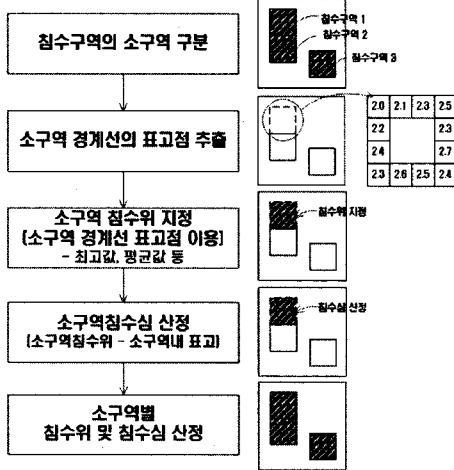 침수구역의 소구역 구분
침수구역 1
침수구역 2
침수구역 3
소구역 경계선의 표고점 추출
2.0 2.1 2.3 2.5
2.2 2.3
2.4 2.7
2.3 2.6 2.5 2.4
소구역 침수위 지정
(소구역 경계선 표고점 이용)
- 최고값, 평균값 등
침수위 지정
소구역침수심 산정
(소구역침수위 - 소구역내 표고)
침수심 산정
소구역별
침수위 및 침수심 산정